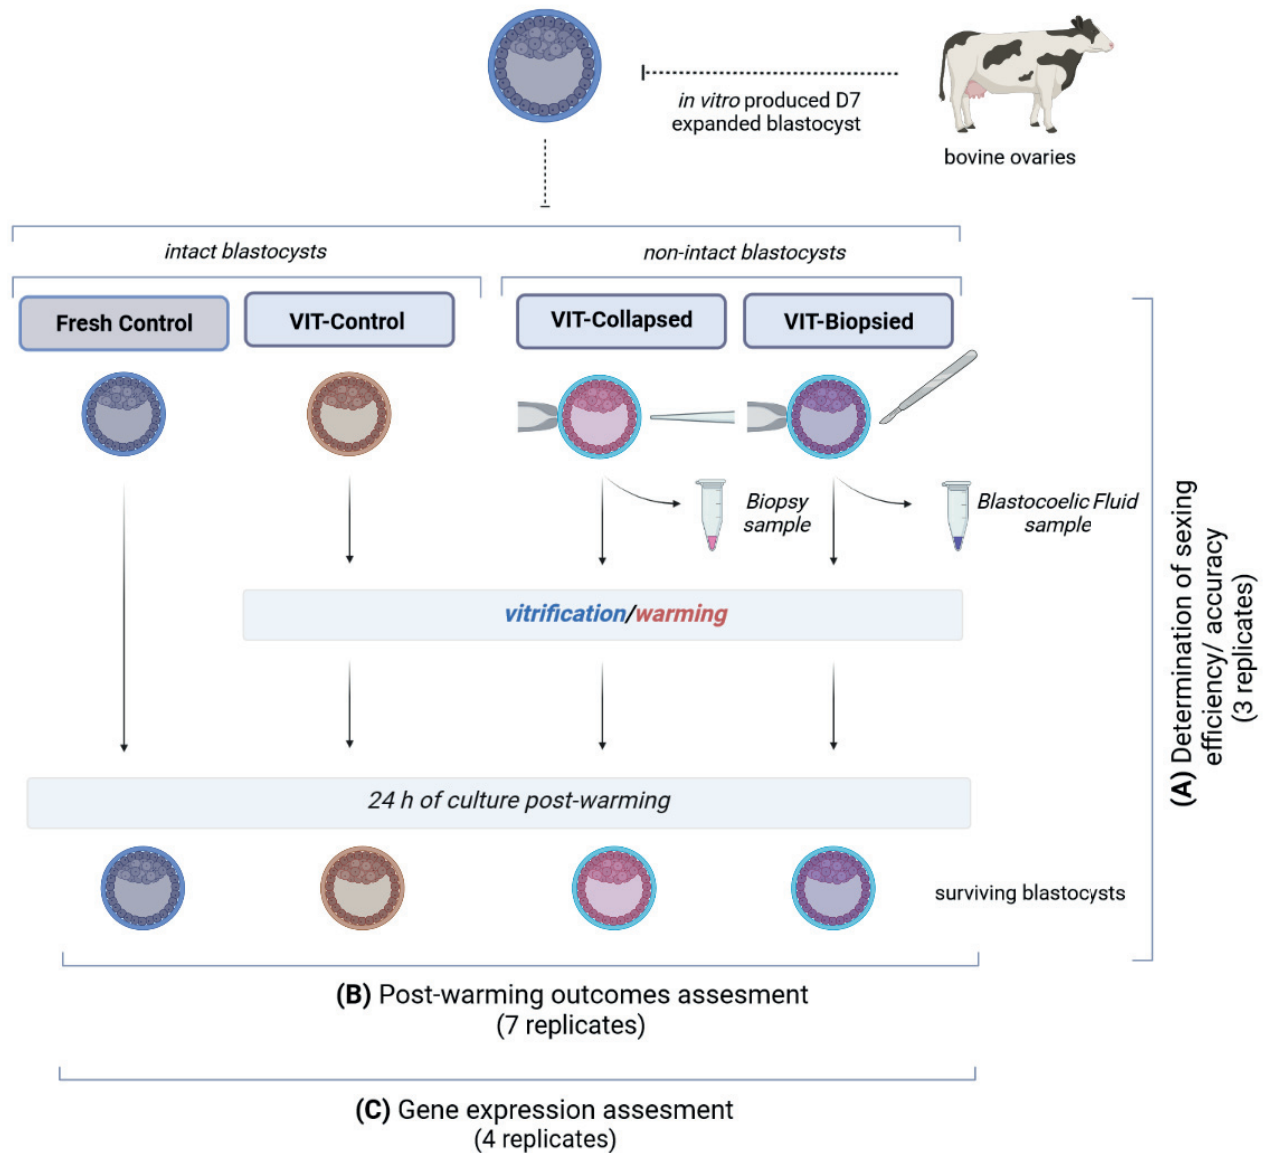 in vitro produced D7
expanded blastocyst
bovine ovaries
intact blastocysts
non-intact blastocysts
Fresh Control
VIT-Control
VIT-Collapsed
VIT-Biopsied
Biopsy
sample
Blastocoelic Fluid
sample
vitrification/warming
24 h of culture post-warming
surviving blastocysts
(A) Determination of sexing
efficiency/ accuracy
(3 replicates)
(B) Post-warming outcomes assesment
(7 replicates)
(C) Gene expression assesment
(4 replicates)